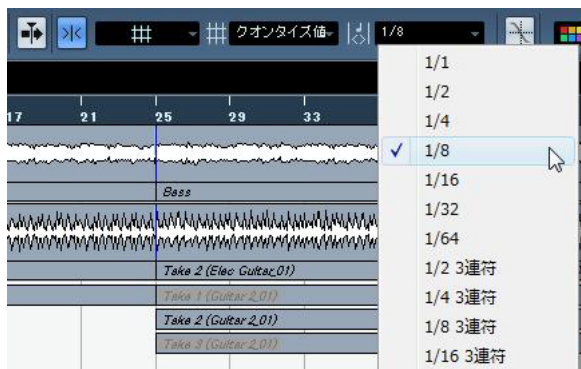 クオンタイズ値
1/8
17 21 25 29 33
1/1
1/2
1/4
1/8
1/16
1/32
1/64
1/2 3連符
1/4 3連符
1/8 3連符
1/16 3連符
Bass
Take 2 (Elec Guitar_01)
Take 1 (Guitar 2_01)
Take 2 (Guitar 2_01)
Take 3 (Guitar 2_01)